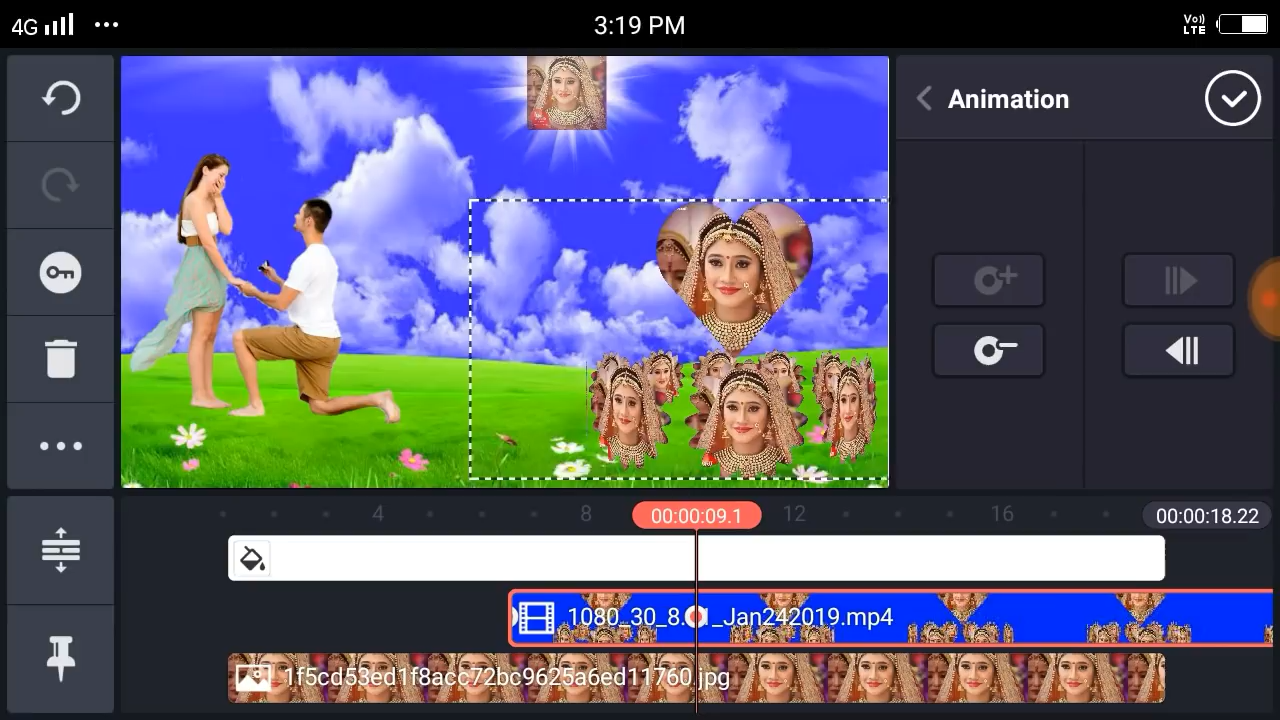 4G 3:19 PM Vo)) LTE
Animation
4 8 00:00:09.1 12 16 00:00:18.22
1080_30_8. 1_Jan242019.mp4
1f5cd53ed1f8acc72bc9625a6ed11760.jpg